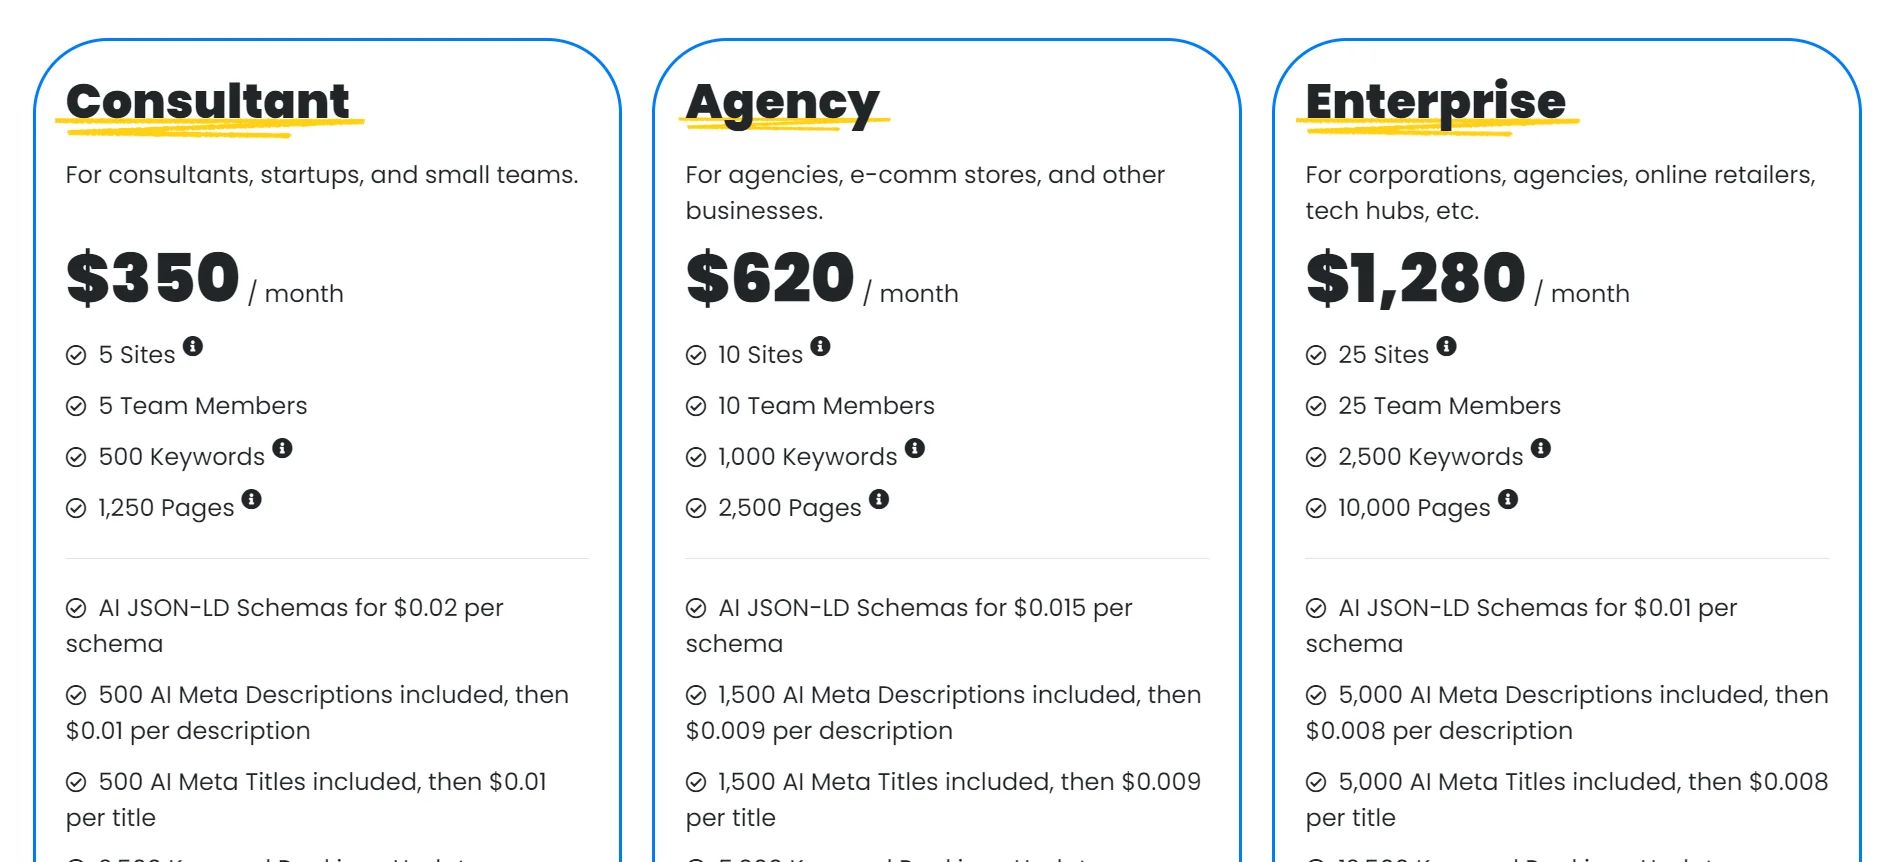 Consultant
For consultants, startups, and small teams.
$350 / month
5 Sites
5 Team Members
500 Keywords
1,250 Pages
AI JSON-LD Schemas for $0.02 per
schema
500 AI Meta Descriptions included, then
$0.01 per description
500 AI Meta Titles included, then $0.01
per title
Agency
For agencies, e-comm stores, and other
businesses.
$620 / month
10 Sites
10 Team Members
1,000 Keywords
2,500 Pages
AI JSON-LD Schemas for $0.015 per
schema
1,500 AI Meta Descriptions included, then
$0.009 per description
1,500 AI Meta Titles included, then $0.009
per title
Enterprise
For corporations, agencies, online retailers,
tech hubs, etc.
$1,280 / month
25 Sites
25 Team Members
2,500 Keywords
10,000 Pages
AI JSON-LD Schemas for $0.01 per
schema
5,000 AI Meta Descriptions included, then
$0.008 per description
5,000 AI Meta Titles included, then $0.008
per title